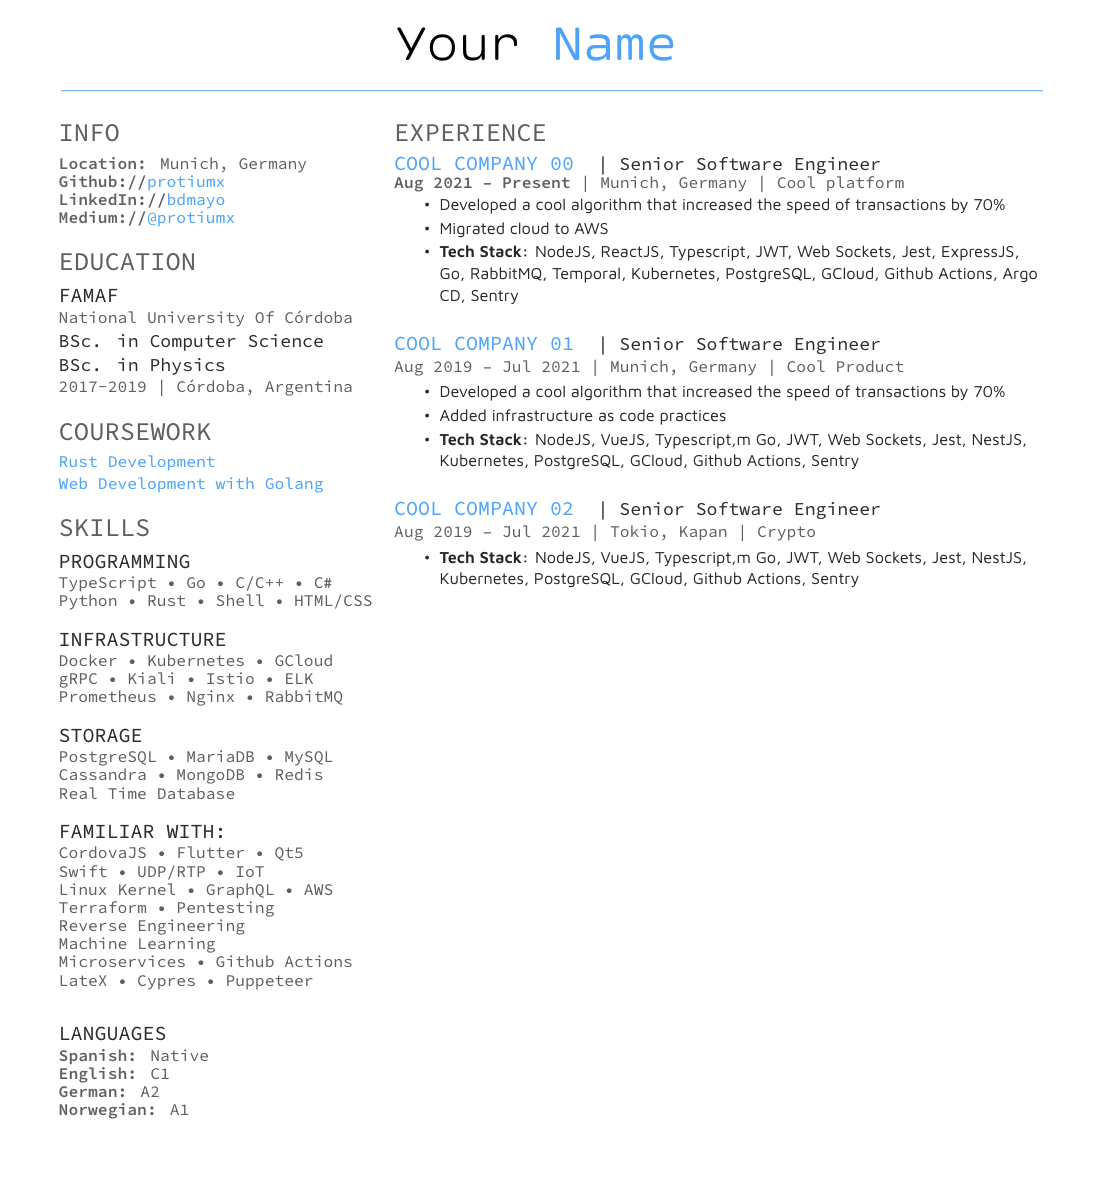 Your Name
INFO
Location: Munich, Germany
Github://protiumx
LinkedIn://bdmayo
Medium://@protiumx
EDUCATION
FAMAF
National University Of Córdoba
BSc. in Computer Science
BSc. in Physics
2017-2019 | Córdoba, Argentina
COURSEWORK
Rust Development
Web Development with Golang
SKILLS
PROGRAMMING
TypeScript • Go • C/C++ • C#
Python • Rust • Shell • HTML/CSS
INFRASTRUCTURE
Docker • Kubernetes • GCloud
gRPC • Kiali • Istio • ELK
Prometheus • Nginx • RabbitMQ
STORAGE
PostgreSQL • MariaDB • MySQL
Cassandra • MongoDB • Redis
Real Time Database
FAMILIAR WITH:
CordovaJS • Flutter • Qt5
Swift • UDP/RTP • IoT
Linux Kernel • GraphQL • AWS
Terraform • Pentesting
Reverse Engineering
Machine Learning
Microservices • Github Actions
LateX • Cypres • Puppeteer
LANGUAGES
Spanish: Native
English: C1
German: A2
Norwegian: A1
EXPERIENCE
COOL COMPANY 00 | Senior Software Engineer
Aug 2021 – Present | Munich, Germany | Cool platform
• Developed a cool algorithm that increased the speed of transactions by 70%
• Migrated cloud to AWS
• Tech Stack: NodeJS, ReactJS, Typescript, JWT, Web Sockets, Jest, ExpressJS,
Go, RabbitMQ, Temporal, Kubernetes, PostgreSQL, GCloud, Github Actions, Argo
CD, Sentry
COOL COMPANY 01 | Senior Software Engineer
Aug 2019 – Jul 2021 | Munich, Germany | Cool Product
• Developed a cool algorithm that increased the speed of transactions by 70%
• Added infrastructure as code practices
• Tech Stack: NodeJS, VueJS, Typescript,m Go, JWT, Web Sockets, Jest, NestJS,
Kubernetes, PostgreSQL, GCloud, Github Actions, Sentry
COOL COMPANY 02 | Senior Software Engineer
Aug 2019 – Jul 2021 | Tokio, Kapan | Crypto
• Tech Stack: NodeJS, VueJS, Typescript,m Go, JWT, Web Sockets, Jest, NestJS,
Kubernetes, PostgreSQL, GCloud, Github Actions, Sentry